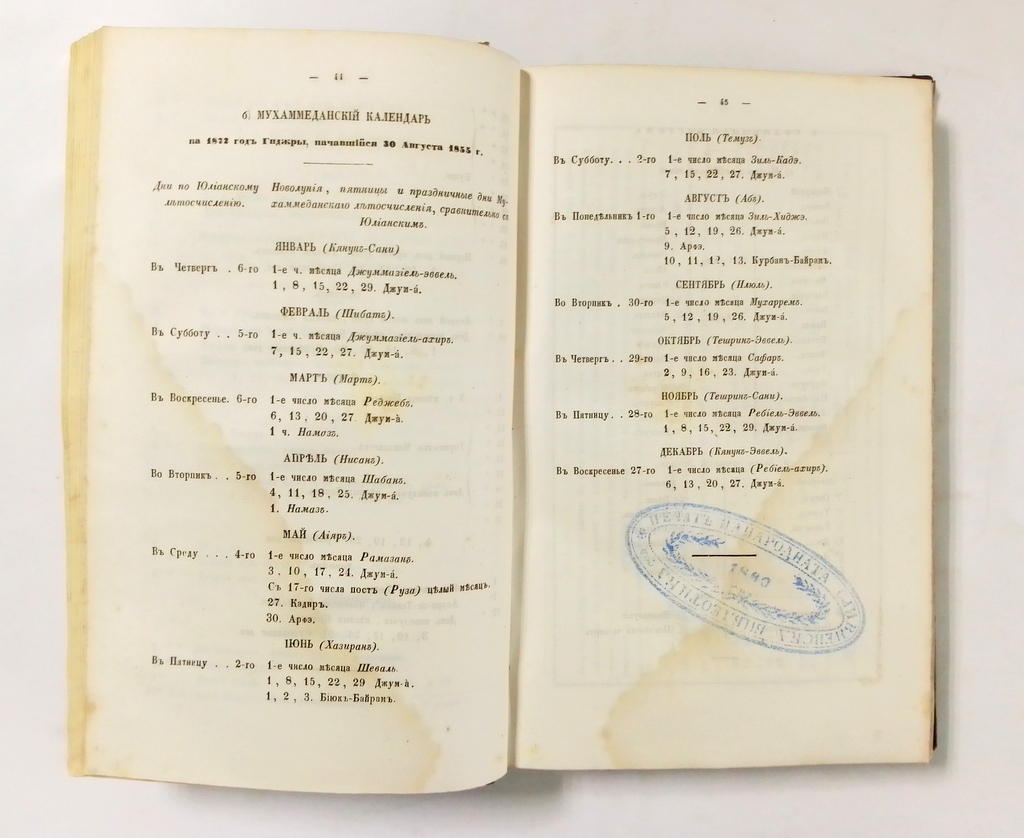 — 44 —
б) МУХАММЕДАНСКІЙ КАЛЕНДАРЬ
на 1872 годъ Гиджры, начавшійся 30 Августа 1855 г.
Дни по Юліанскому лѣтосчисленію.
Новолунія, пятницы и праздничные дни Му-
хаммеданскаго лѣтосчисленія, сравнительно съ
Юліанскимъ.
ЯНВАРЬ (Кянунъ-Сани)
Въ Четвергъ . 6-го 1-е ч. мѣсяца Джуммазіель-эввель.
1, 8, 15, 22, 29. Джум-á.
ФЕВРАЛЬ (Шибатъ).
Въ Субботу . . 5-го 1-е ч. мѣсяца Джуммазіель-ахиръ.
7, 15, 22, 27. Джум-á.
МАРТЪ (Мартъ).
Въ Воскресенье. 6-го 1-е число мѣсяца Реджебъ.
6, 13, 20, 27. Джум-à.
1 ч. Намазъ.
АПРѢЛЬ (Нисанъ).
Во Вторникъ . . 5-го 1-е число мѣсяца Шабанъ.
4, 11, 18, 25. Джум-á.
1. Намазъ.
МАЙ (Аіяръ).
Въ Среду . . . 4-го 1-е число мѣсяца Рамазанъ.
3, 10, 17, 24. Джум-á.
Съ 17-го числа постъ (Руза) цѣлый мѣсяцъ.
27. Кадиръ.
30. Арфэ.
ІЮНЬ (Хазиранъ).
Въ Пятницу . . 2-го 1-е число мѣсяца Шеваль.
1, 8, 15, 22, 29 Джум-à.
1, 2, 3. Біюкъ-Байрамъ.
— 45 —
ІЮЛЬ (Темузъ).
Въ Субботу. . . 2-го 1-е число мѣсяца Зиль-Кадэ.
7, 15, 22, 27. Джум-á.
АВГУСТЪ (Абъ).
Въ Понедѣльникъ 1-го 1-е число мѣсяца Зиль-Хиджэ.
5, 12, 19, 26. Джум-á.
9. Арфэ.
10, 11, 12, 13. Курбанъ-Байрамъ.
СЕНТЯБРЬ (Илюль).
Во Вторникъ . 30-го 1-е число мѣсяца Мухарремъ.
5, 12, 19, 26. Джум-á.
ОКТЯБРЬ (Тешринъ-Эввель).
Въ Четвергъ . . 29-го 1-е число мѣсяца Сафаръ.
2, 9, 16, 23. Джум-á.
НОЯБРЬ (Тешринъ-Сани).
Въ Пятницу. . 28-го 1-е число мѣсяца Ребіель-Эввель.
1, 8, 15, 22, 29. Джум-á.
ДЕКАБРЬ (Кянунъ-Эввель).
Въ Воскресенье 27-го 1-е число мѣсяца (Ребіель-ахиръ).
6, 13, 20, 27. Джум-á.
ПЕЧАТЪ НА НАРОДНАТА СЛИВЕНСКА БИБЛІОТЕКА